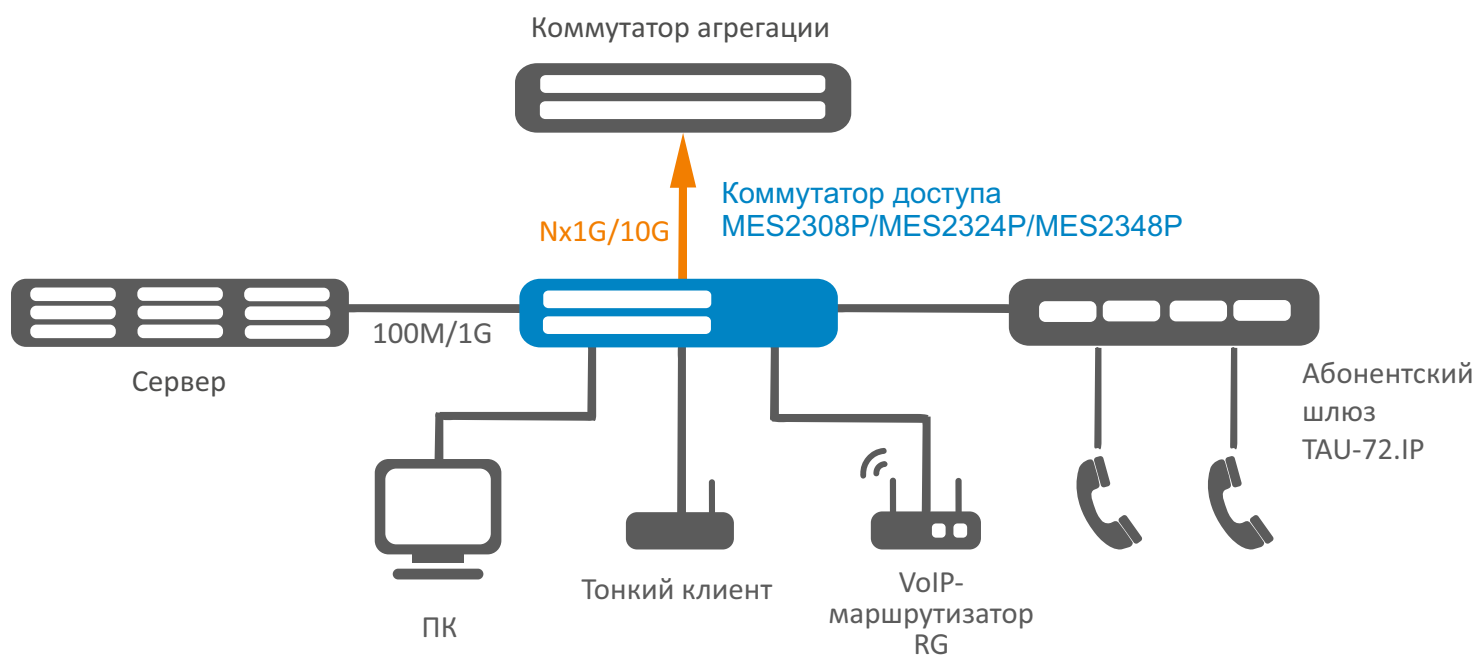 Коммутатор агрегации
Коммутатор доступа
MES2308P/MES2324P/MES2348P
Nx1G/10G
100M/1G
Сервер
Абонентский
шлюз
TAU-72.IP
ПК
Тонкий клиент
VoIP-
маршрутизатор
RG